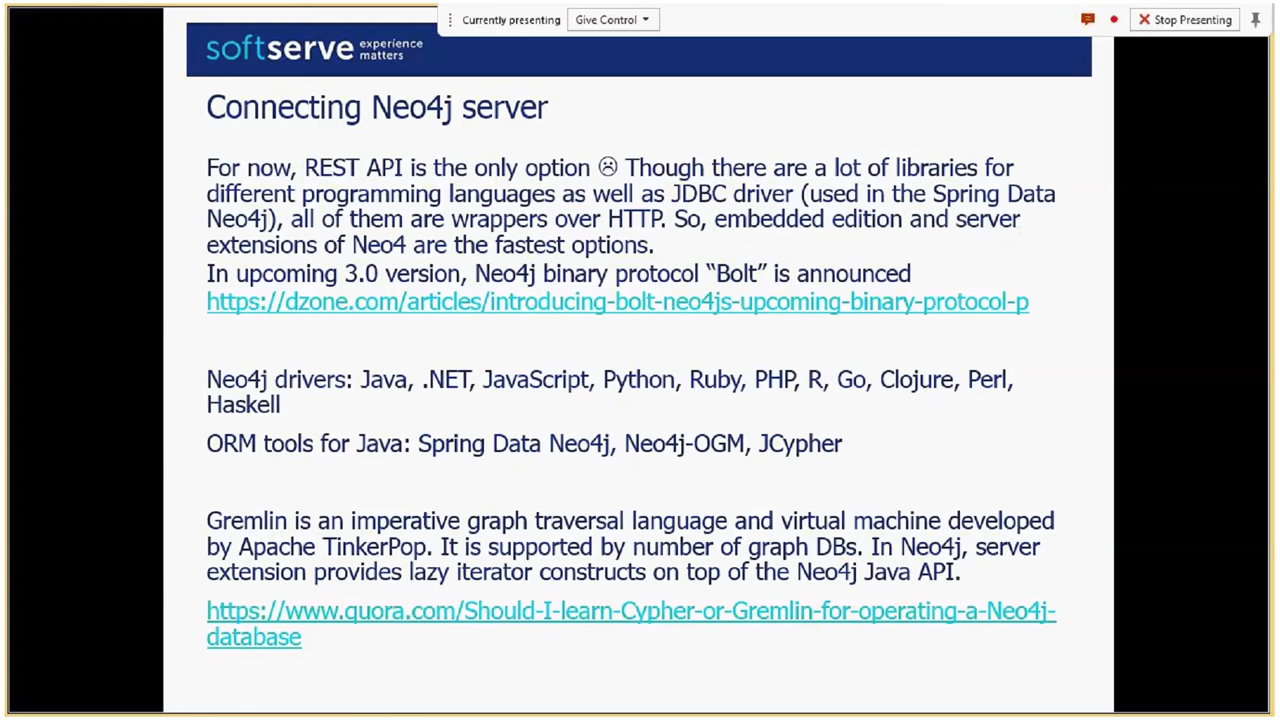 Currently presenting Give Control Stop Presenting
softserve experience matters
Connecting Neo4j server
For now, REST API is the only option ☹ Though there are a lot of libraries for
different programming languages as well as JDBC driver (used in the Spring Data
Neo4j), all of them are wrappers over HTTP. So, embedded edition and server
extensions of Neo4 are the fastest options.
In upcoming 3.0 version, Neo4j binary protocol “Bolt” is announced
https://dzone.com/articles/introducing-bolt-neo4js-upcoming-binary-protocol-p
Neo4j drivers: Java, .NET, JavaScript, Python, Ruby, PHP, R, Go, Clojure, Perl,
Haskell
ORM tools for Java: Spring Data Neo4j, Neo4j-OGM, JCypher
Gremlin is an imperative graph traversal language and virtual machine developed
by Apache TinkerPop. It is supported by number of graph DBs. In Neo4j, server
extension provides lazy iterator constructs on top of the Neo4j Java API.
https://www.quora.com/Should-I-learn-Cypher-or-Gremlin-for-operating-a-Neo4j-
database